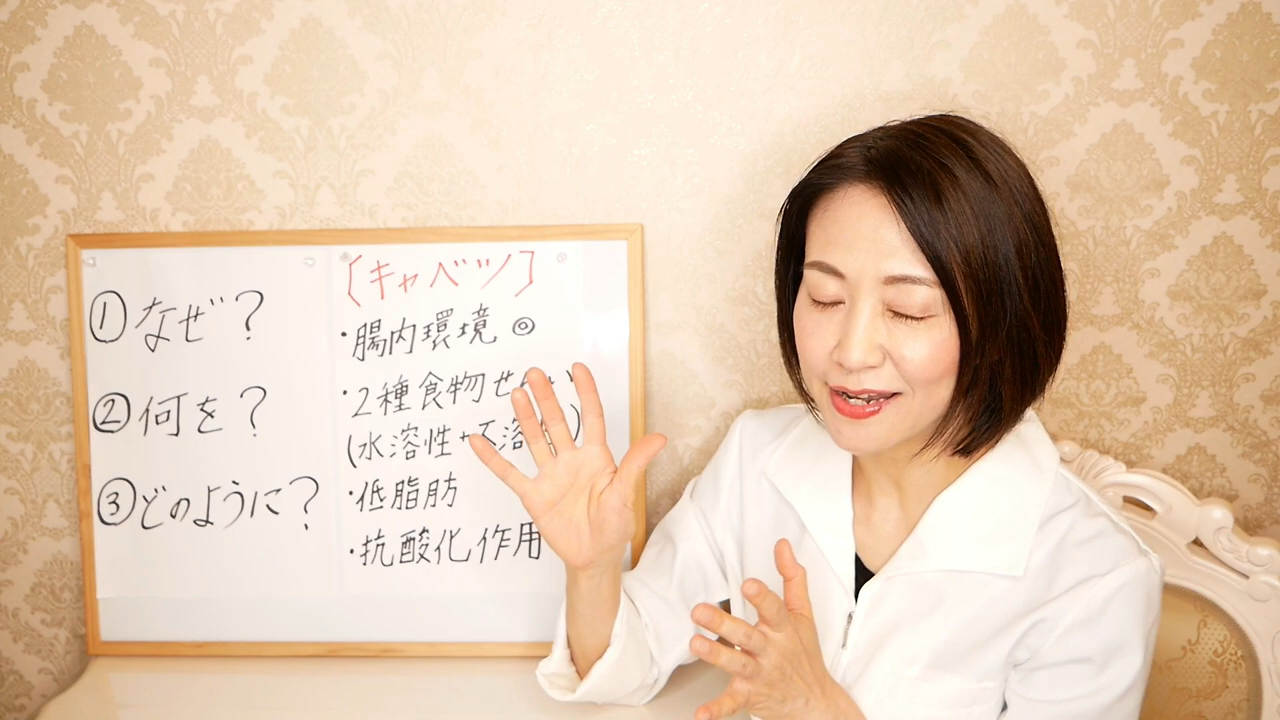 ①なぜ?
②何を?
③どのように?
[キャベツ]
・腸内環境 ◎
・2種食物せ
(水溶性
・低脂肪
・抗酸化作用